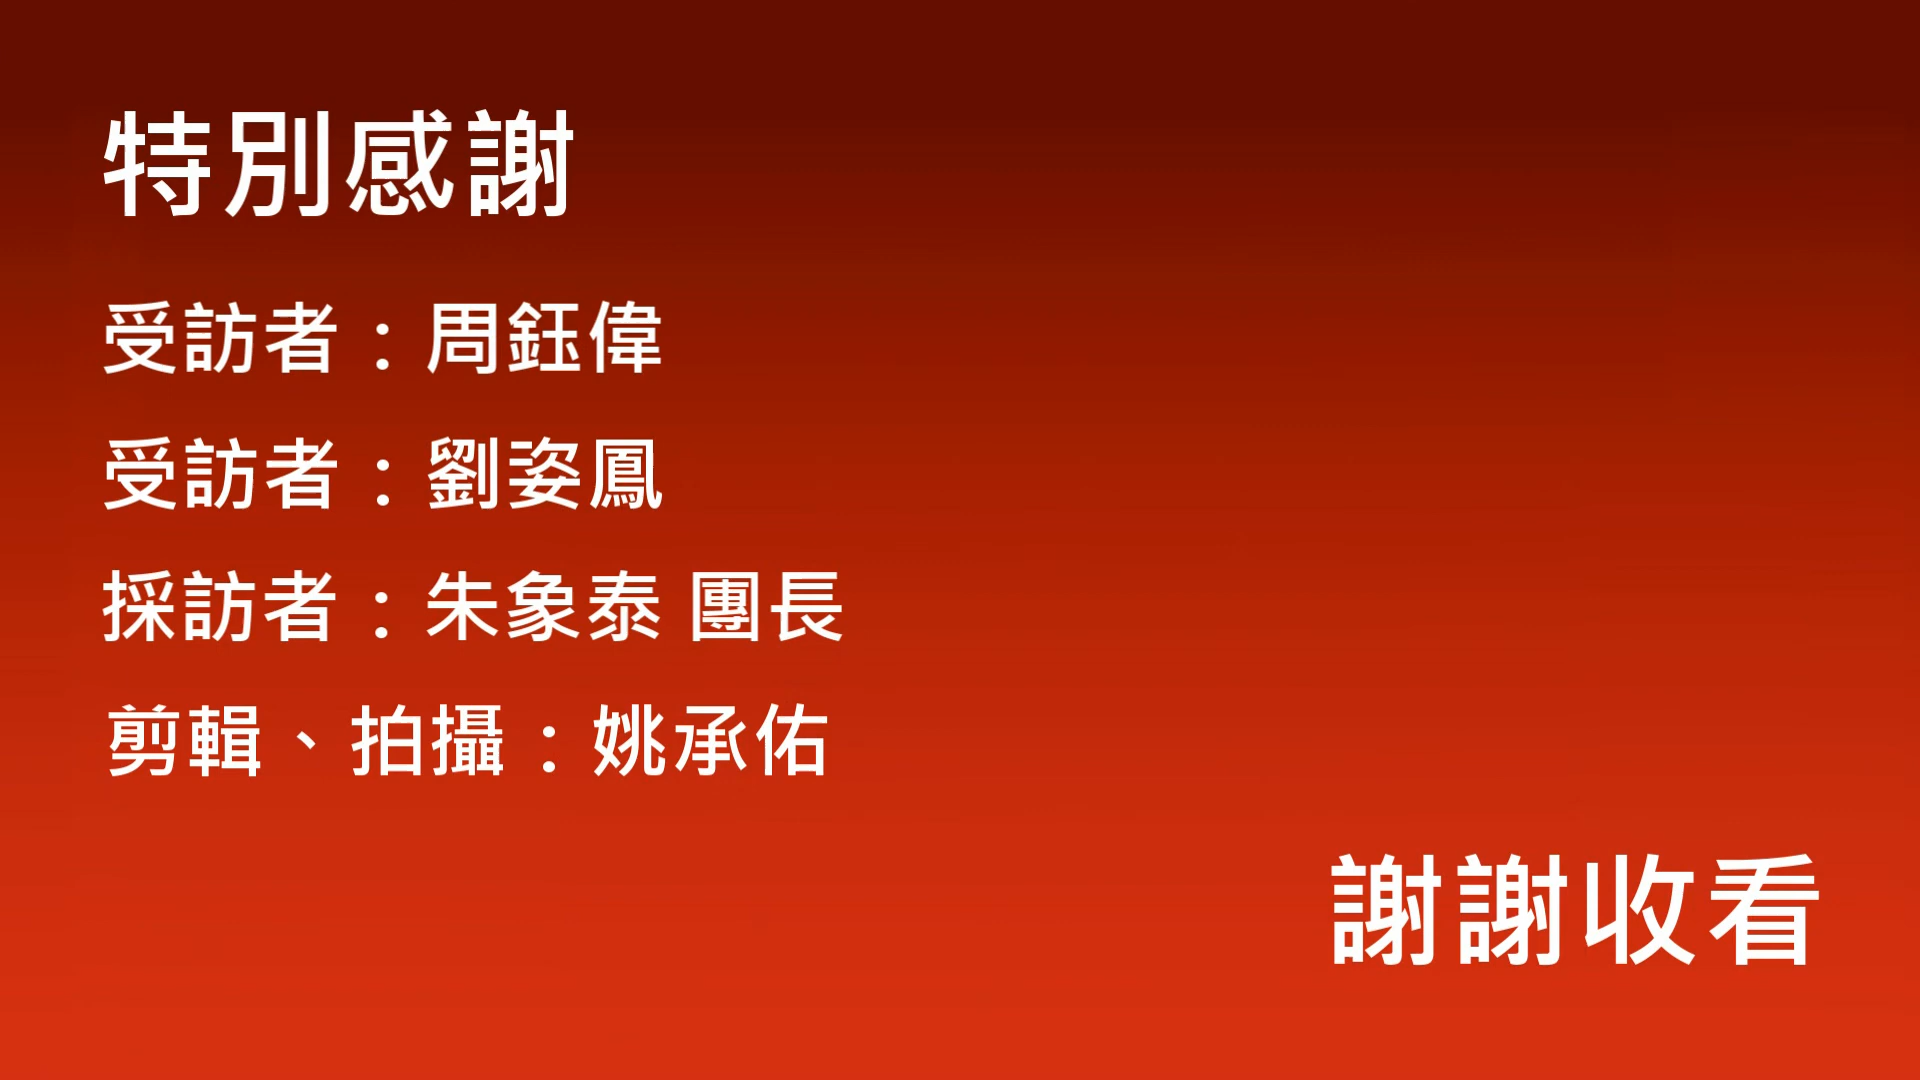 特別感謝
受訪者：周鈺偉
受訪者：劉姿鳳
採訪者：朱象泰 團長
剪輯、拍攝：姚承佑
謝謝收看